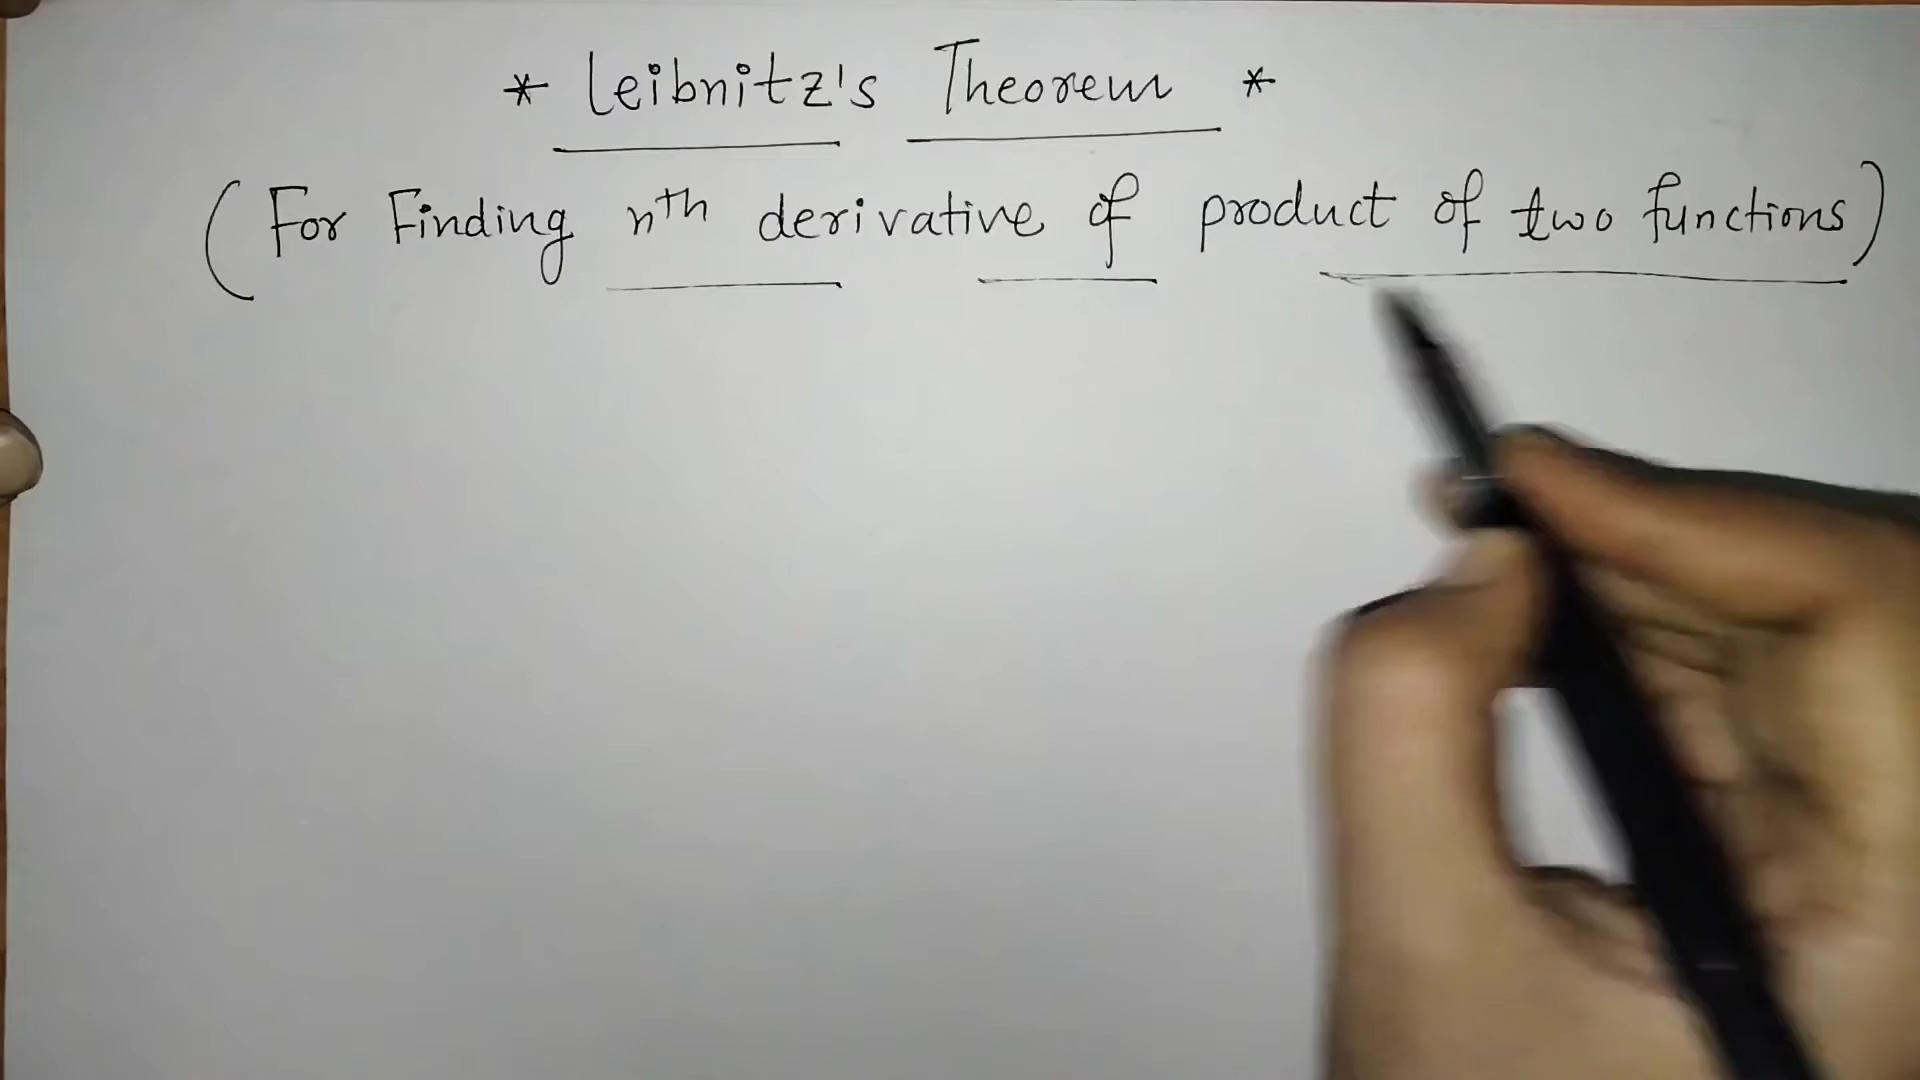 * Leibnitz's Theorem *
(For Finding nth derivative of product of two functions)